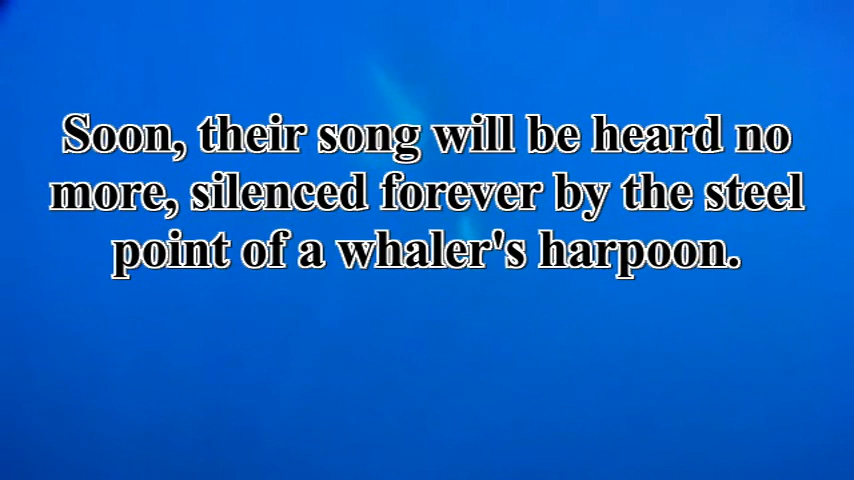 Soon, their song will be heard no
more, silenced forever by the steel
point of a whaler's harpoon.